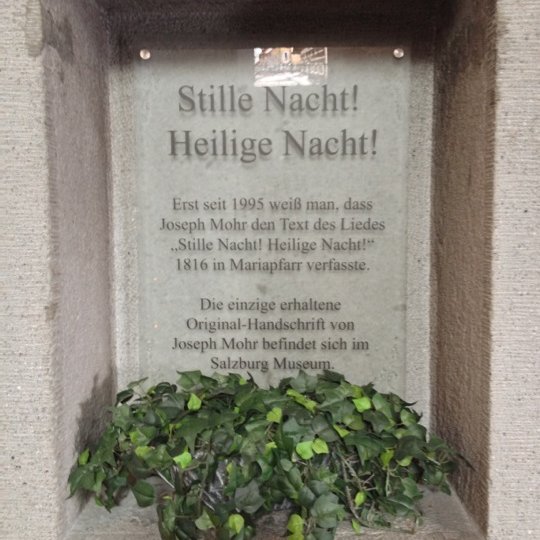 Stille Nacht!
Heilige Nacht!
Erst seit 1995 weiß man, dass
Joseph Mohr den Text des Liedes
„Stille Nacht! Heilige Nacht!“
1816 in Mariapfarr verfasste.
Die einzige erhaltene
Original-Handschrift von
Joseph Mohr befindet sich im
Salzburg Museum.